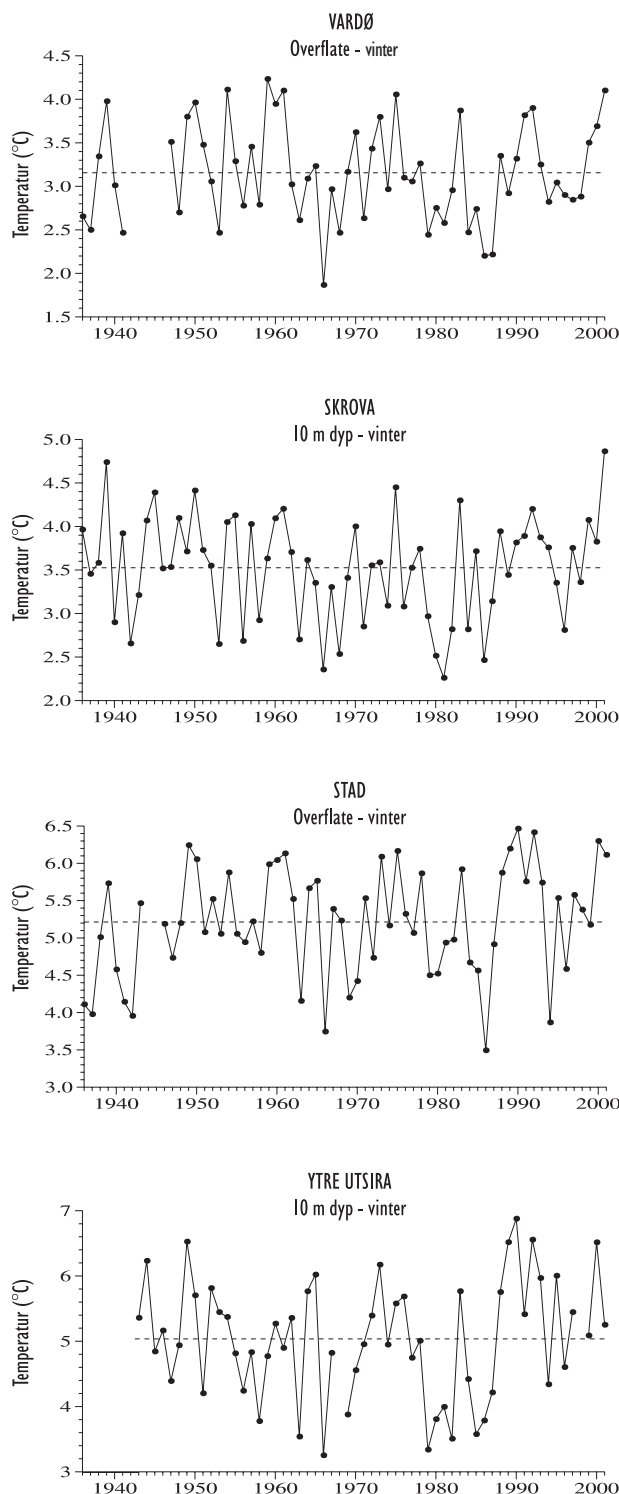 VARDØ
Overflate - vinter
Temperatur (°C)
4.5
4.0
3.5
3.0
2.5
2.0
1.5
1940 1950 1960 1970 1980 1990 2000
SKROVA
10 m dyp - vinter
Temperatur (°C)
5.0
4.5
4.0
3.5
3.0
2.5
2.0
1940 1950 1960 1970 1980 1990 2000
STAD
Overflate - vinter
Temperatur (°C)
6.5
6.0
5.5
5.0
4.5
4.0
3.5
3.0
1940 1950 1960 1970 1980 1990 2000
YTRE UTSIRA
10 m dyp - vinter
Temperatur (°C)
7
6
5
4
3
1940 1950 1960 1970 1980 1990 2000